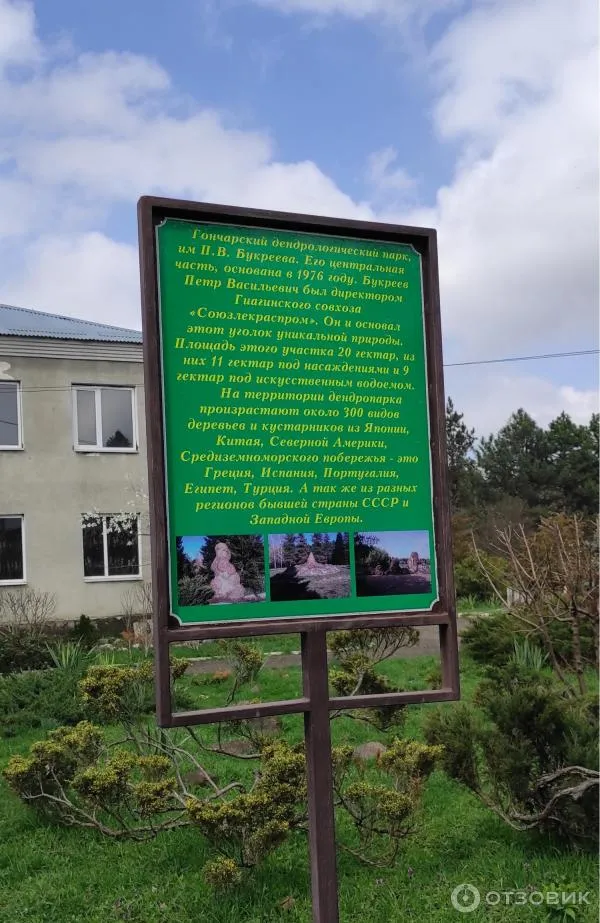 Гончарский дендрологический парк,
им П.В. Букреева. Его центральная
часть, основана в 1976 году. Букреев
Петр Васильевич был директором
Гиагинского совхоза
«Союзлекраспром». Он и основал
этот уголок уникальной природы.
Площадь этого участка 20 гектар, из
них 11 гектар под насаждениями и 9
гектар под искусственным водоемом.
На территории дендропарка
произрастают около 300 видов
деревьев и кустарников из Японии,
Китая, Северной Америки,
Средиземноморского побережья - это
Греция, Испания, Португалия,
Египет, Турция. А так же из разных
регионов бывшей страны СССР и
Западной Европы.
ОТЗОВИК